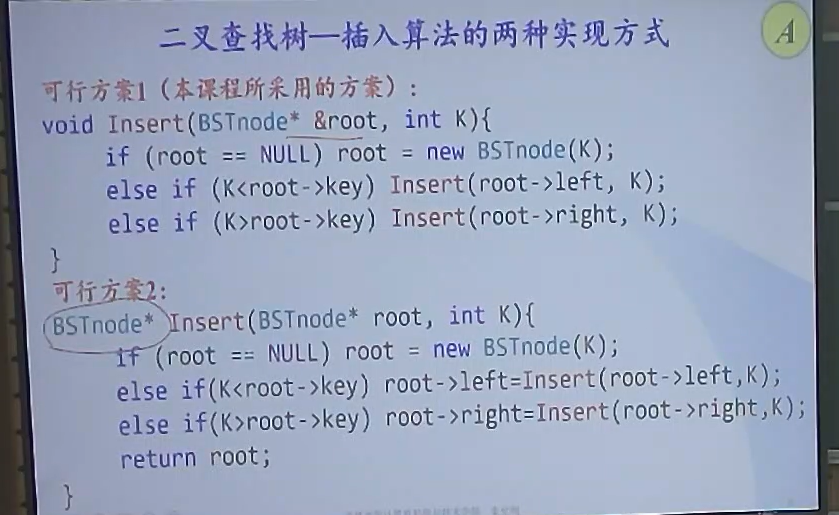 二叉查找树—插入算法的两种实现方式
A
可行方案1（本课程所采用的方案）：
void Insert(BSTnode* &root, int K){
if (root == NULL) root = new BSTnode(K);
else if (K<root->key) Insert(root->left, K);
else if (K>root->key) Insert(root->right, K);
}
可行方案2:
BSTnode* Insert(BSTnode* root, int K){
if (root == NULL) root = new BSTnode(K);
else if(K<root->key) root->left=Insert(root->left,K);
else if(K>root->key) root->right=Insert(root->right,K);
return root;
}